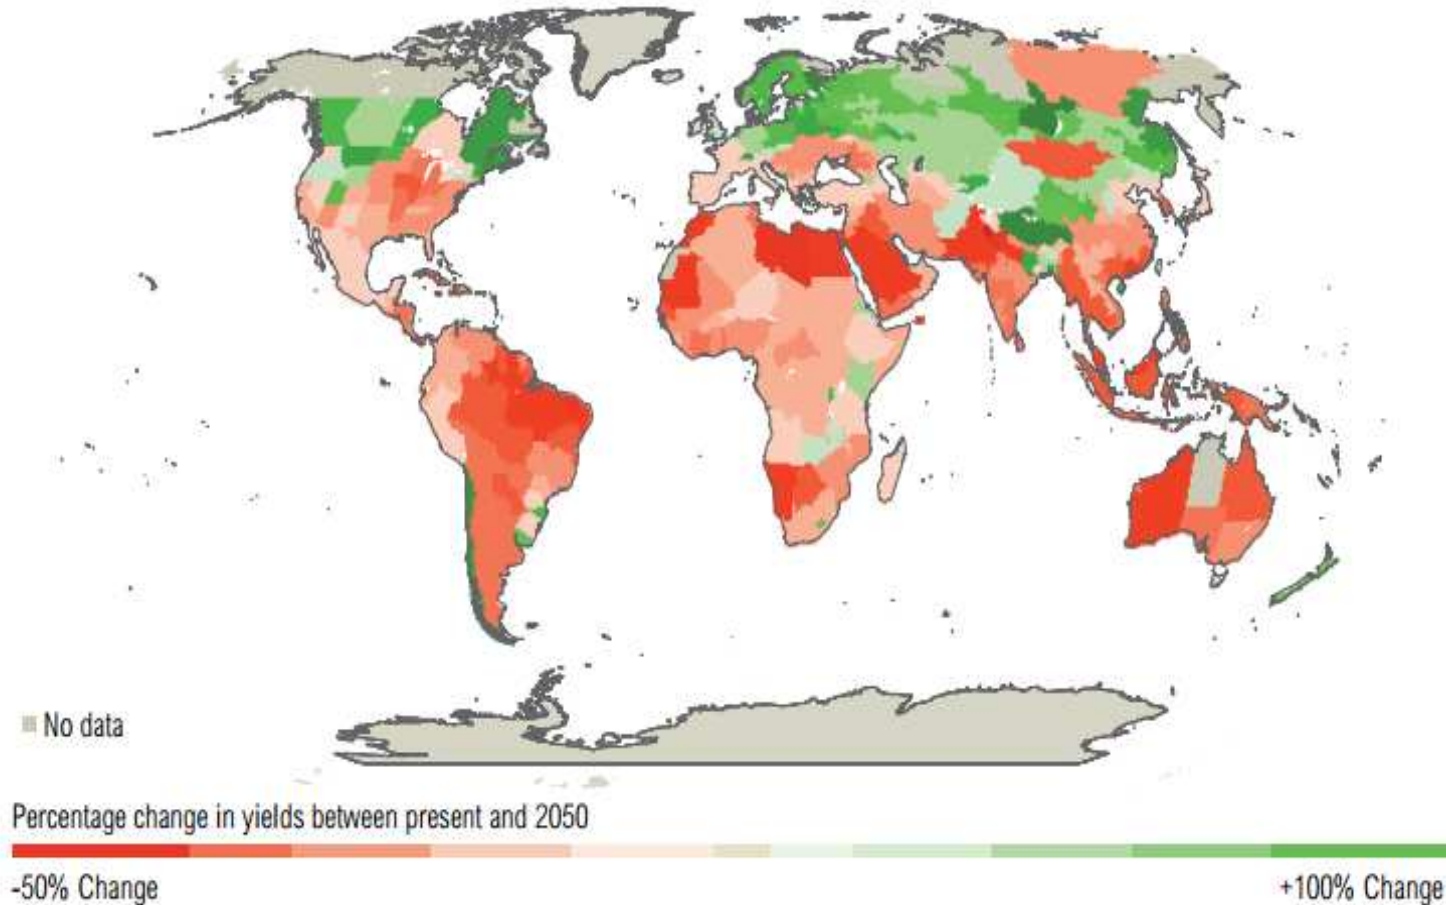 No data
Percentage change in yields between present and 2050
-50% Change
+100% Change